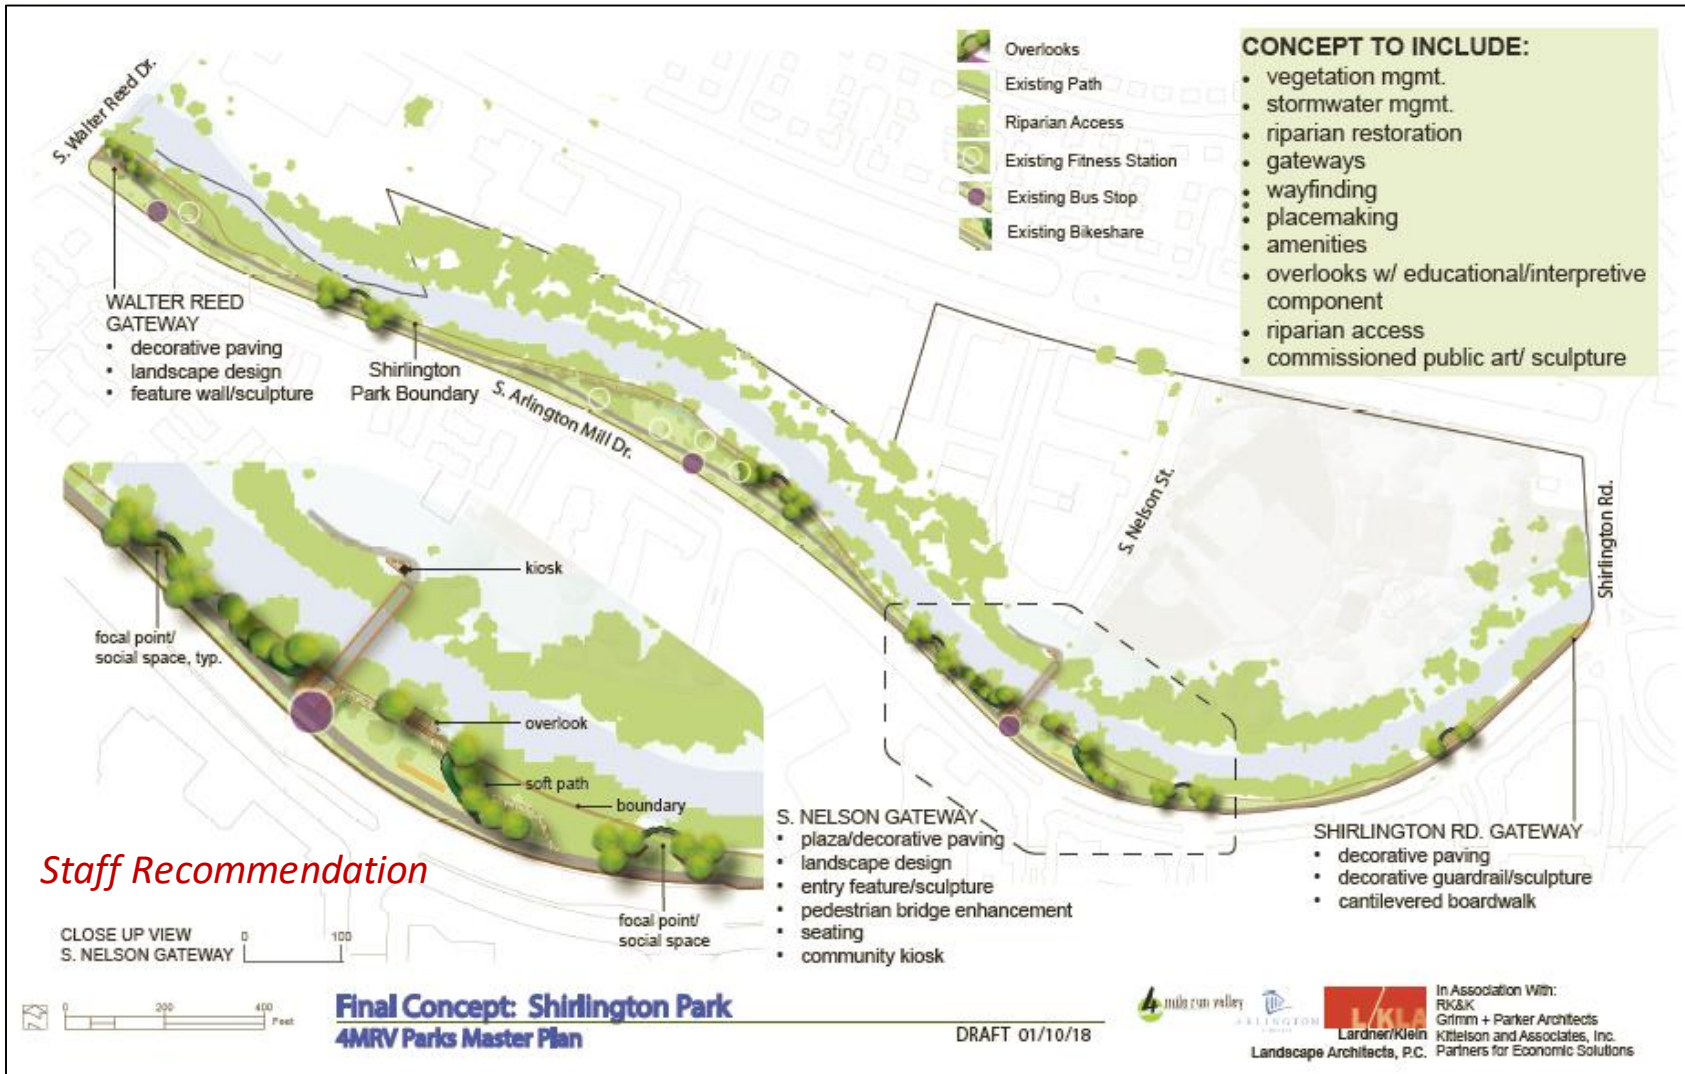 S. Walter Reed Dr.
Overlooks
Existing Path
Riparian Access
Existing Fitness Station
Existing Bus Stop
Existing Bikeshare
CONCEPT TO INCLUDE:
• vegetation mgmt.
• stormwater mgmt.
• riparian restoration
• gateways
• wayfinding
• placemaking
• amenities
• overlooks w/ educational/interpretive
component
• riparian access
• commissioned public art/ sculpture
WALTER REED
GATEWAY
• decorative paving
• landscape design
• feature wall/sculpture
Shirlington
Park Boundary
S. Arlington Mill Dr.
S. Nelson St.
Shirlington Rd.
kiosk
focal point/
social space, typ.
overlook
soft path
boundary
focal point/
social space
Staff Recommendation
CLOSE UP VIEW
S. NELSON GATEWAY
0 100
S. NELSON GATEWAY
• plaza/decorative paving
• landscape design
• entry feature/sculpture
• pedestrian bridge enhancement
• seating
• community kiosk
SHIRLINGTON RD. GATEWAY
• decorative paving
• decorative guardrail/sculpture
• cantilevered boardwalk
0 200 400
Feet
Final Concept: Shirlington Park
4MRV Parks Master Plan
DRAFT 01/10/18
4 mile run valley
ARLINGTON
L/KLA
Lardner/Klein
Landscape Architects, P.C.
In Association With:
RK&K
Grimm + Parker Architects
Kittelson and Associates, Inc.
Partners for Economic Solutions